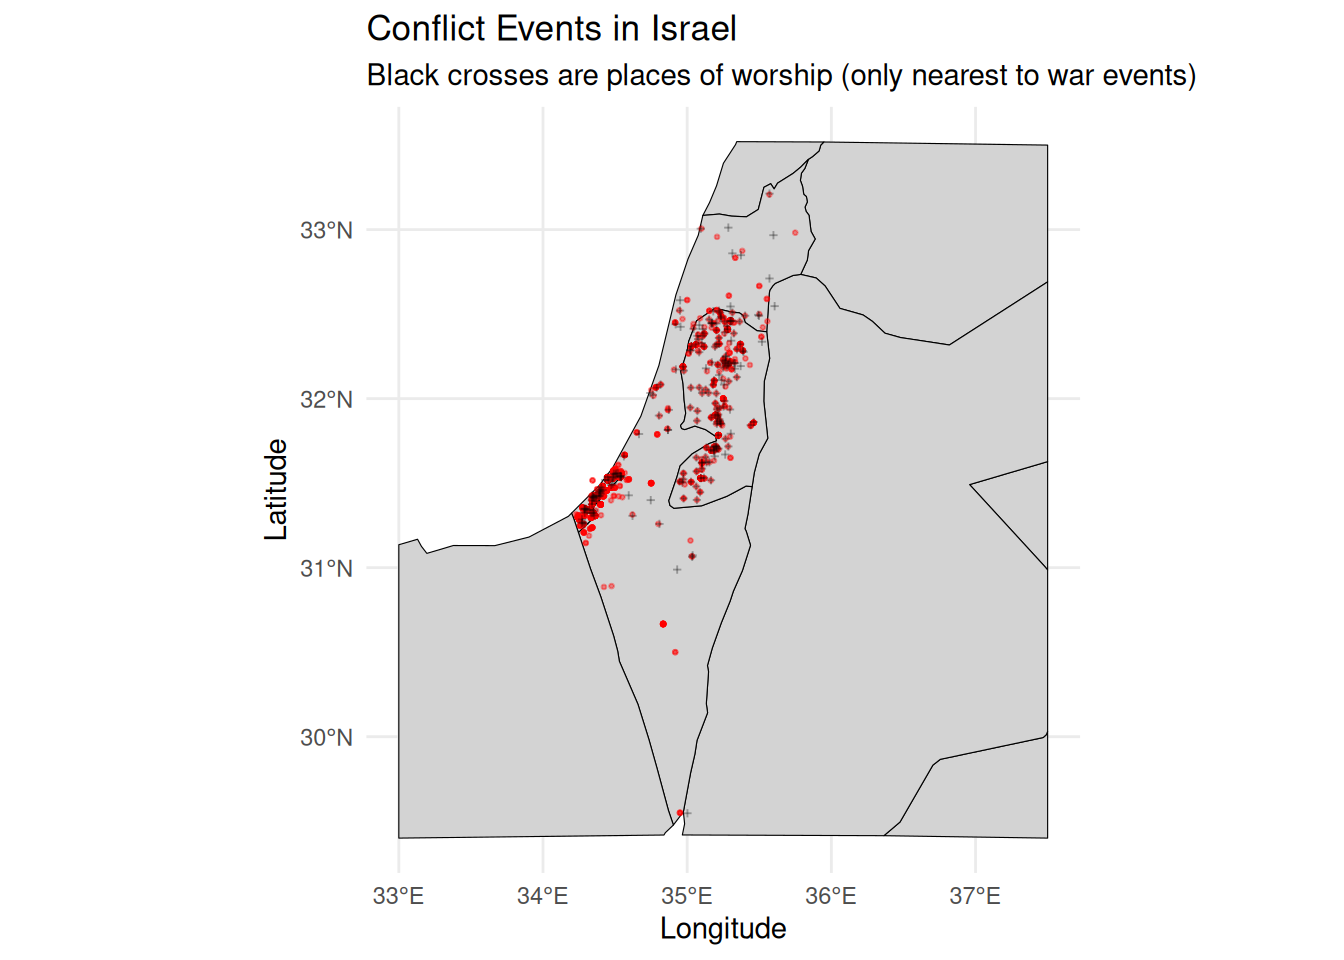 Conflict Events in Israel
Black crosses are places of worship (only nearest to war events)
33°N
32°N
31°N
30°N
Latitude
33°E 34°E 35°E 36°E 37°E
Longitude